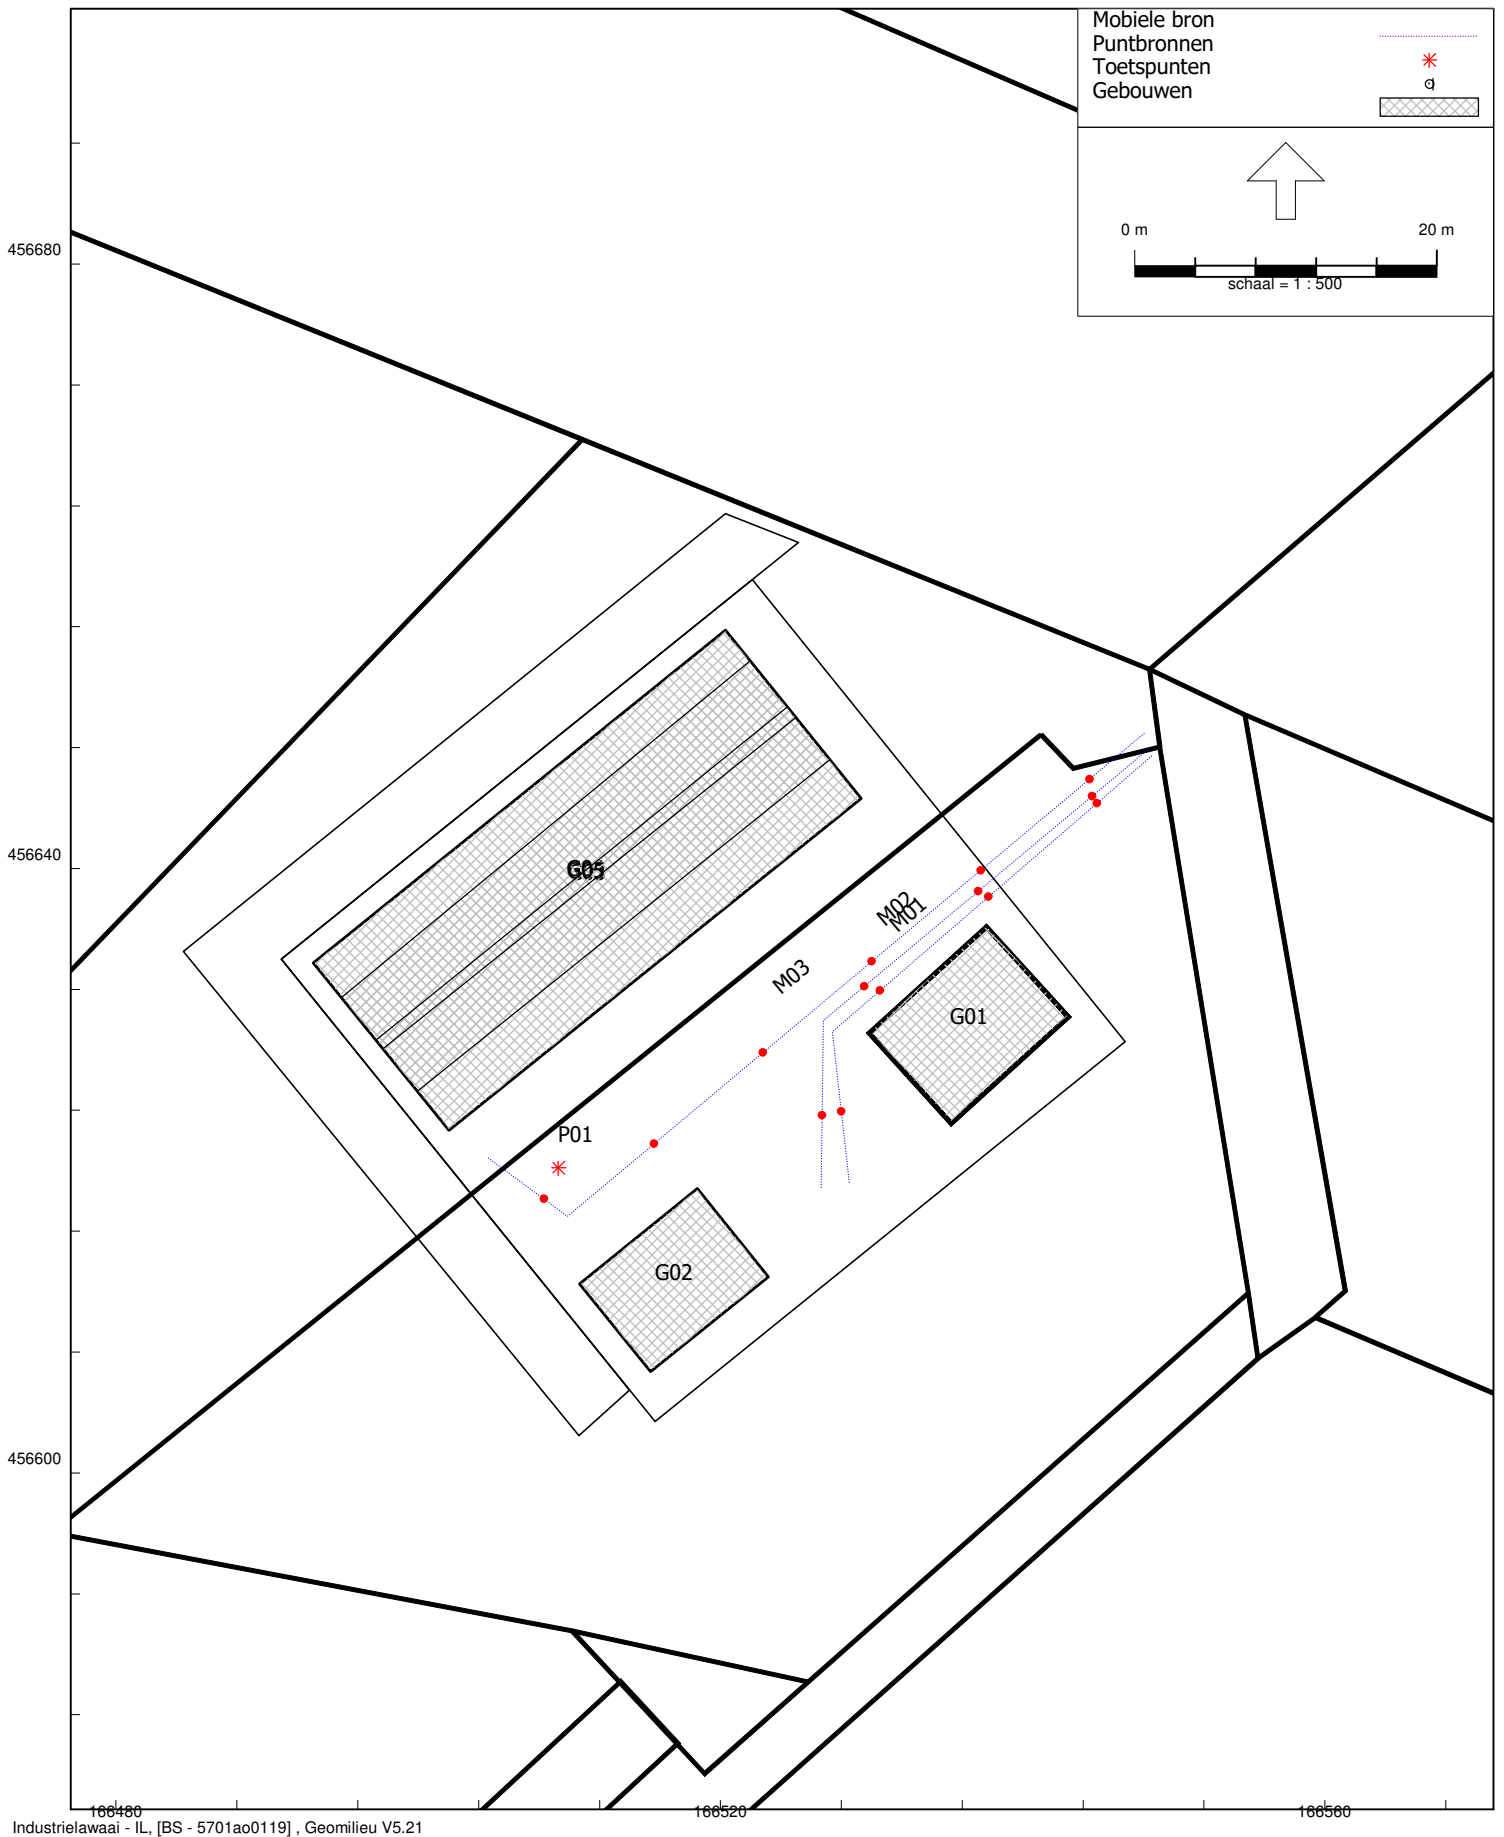 Mobiele bron
Puntbronnen
Toetspunten
Gebouwen
0 m 20 m
schaal = 1 : 500
456680
456640
456600
G05
M02
M01
M03
G01
P01
G02
166480 166520 166560
Industrielawaai - IL, [BS - 5701ao0119] , Geomilieu V5.21